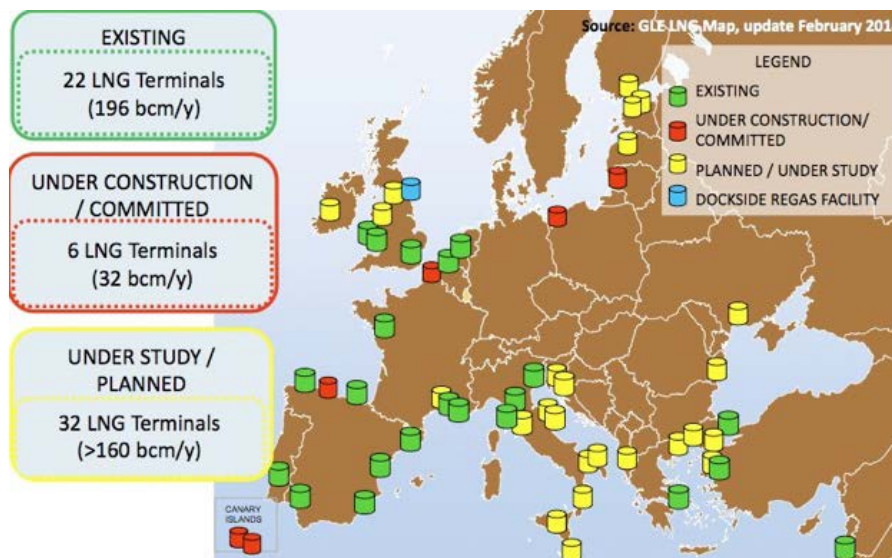 EXISTING
22 LNG Terminals
(196 bcm/y)
UNDER CONSTRUCTION
/ COMMITTED
6 LNG Terminals
(32 bcm/y)
UNDER STUDY /
PLANNED
32 LNG Terminals
(>160 bcm/y)
Source: GLE LNG Map, update February 201
LEGEND
EXISTING
UNDER CONSTRUCTION/
COMMITTED
PLANNED / UNDER STUDY
DOCKSIDE REGAS FACILITY
CANARY
ISLANDS